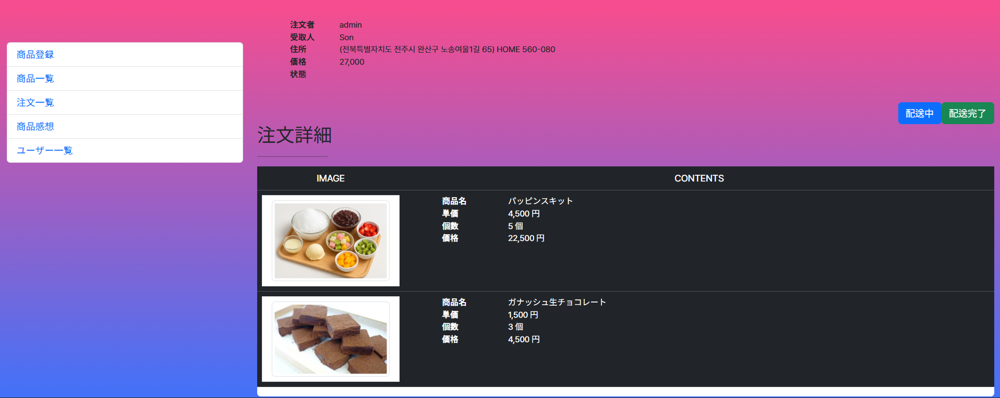 注文者 admin
受取人 Son
住所 (전북특별자치도 전주시 완산구 노송여울1길 65) HOME 560-080
価格 27,000
状態
商品登録
商品一覧
注文一覧
商品感想
ユーザー一覧
配送中 配送完了
注文詳細
IMAGE CONTENTS
商品名 パッピンスキット
単価 4,500 円
個数 5 個
価格 22,500 円
商品名 ガナッシュ生チョコレート
単価 1,500 円
個数 3 個
価格 4,500 円